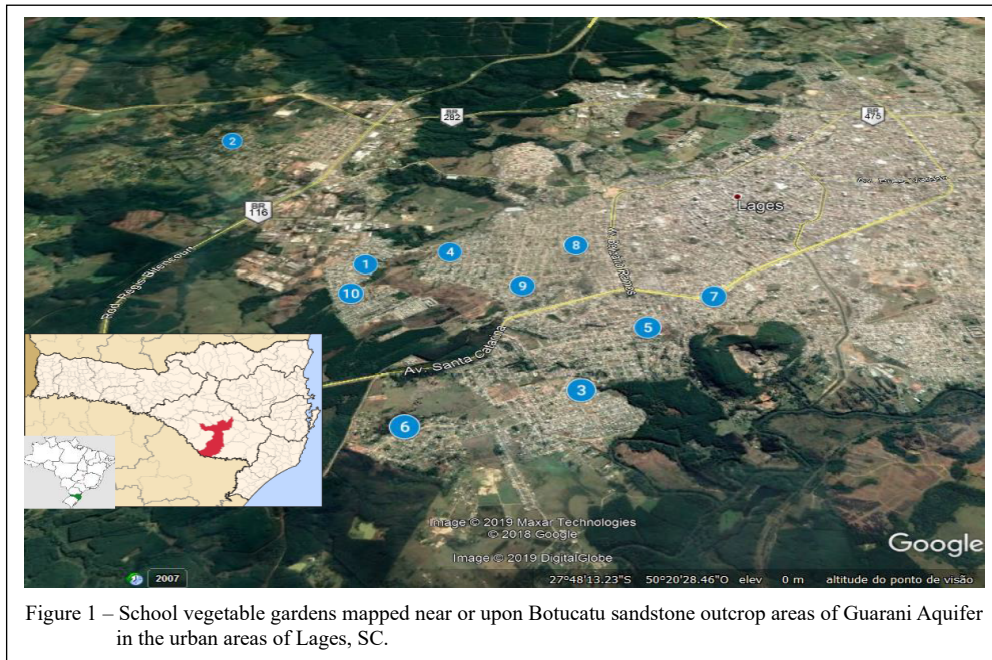 BR
282
BR
475
2
Lages
BR
116
8
4
1
9
10
7
5
Av. Santa Catarina
3
6
Image © 2019 Maxar Technologies
© 2018 Google
Image © 2019 DigitalGlobe
Google
2007
27°48'13.23"S 50°20'28.46"O elev 0 m altitude do ponto de visão
Figure 1 – School vegetable gardens mapped near or upon Botucatu sandstone outcrop areas of Guarani Aquifer
in the urban areas of Lages, SC.